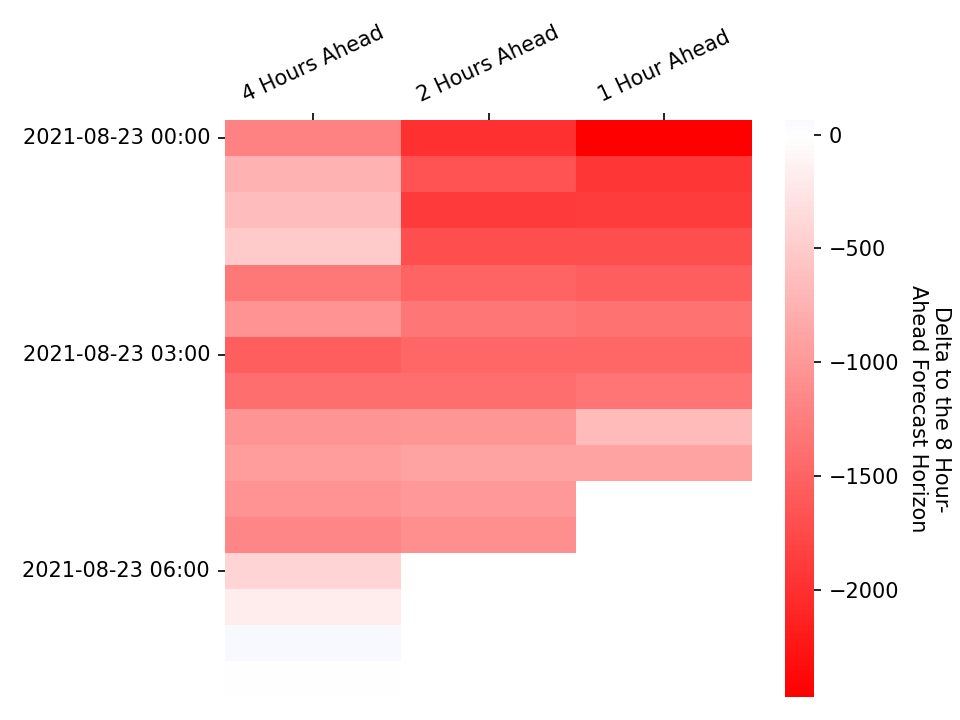 4 Hours Ahead
2 Hours Ahead
1 Hour Ahead
2021-08-23 00:00
2021-08-23 03:00
2021-08-23 06:00
0
−500
−1000
−1500
−2000
Delta to the 8 Hour-
Ahead Forecast Horizon